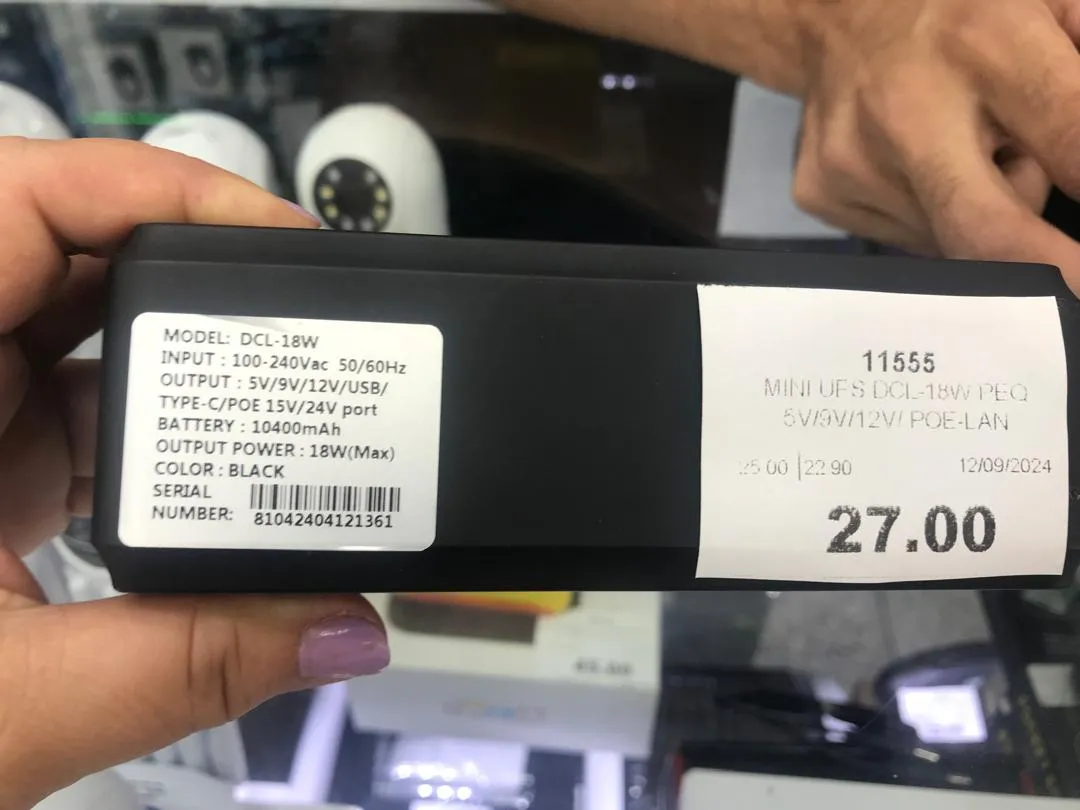 MODEL: DCL-18W
INPUT : 100-240Vac 50/60Hz
OUTPUT : 5V/9V/12V/USB/
TYPE-C/POE 15V/24V port
BATTERY : 10400mAh
OUTPUT POWER : 18W(Max)
COLOR : BLACK
SERIAL
NUMBER: 81042404121361
11555
MINI UFS DCL-18W PEQ
5V/9V/12V/ POE-LAN
25.00 |22.90 12/09/2024
27.00